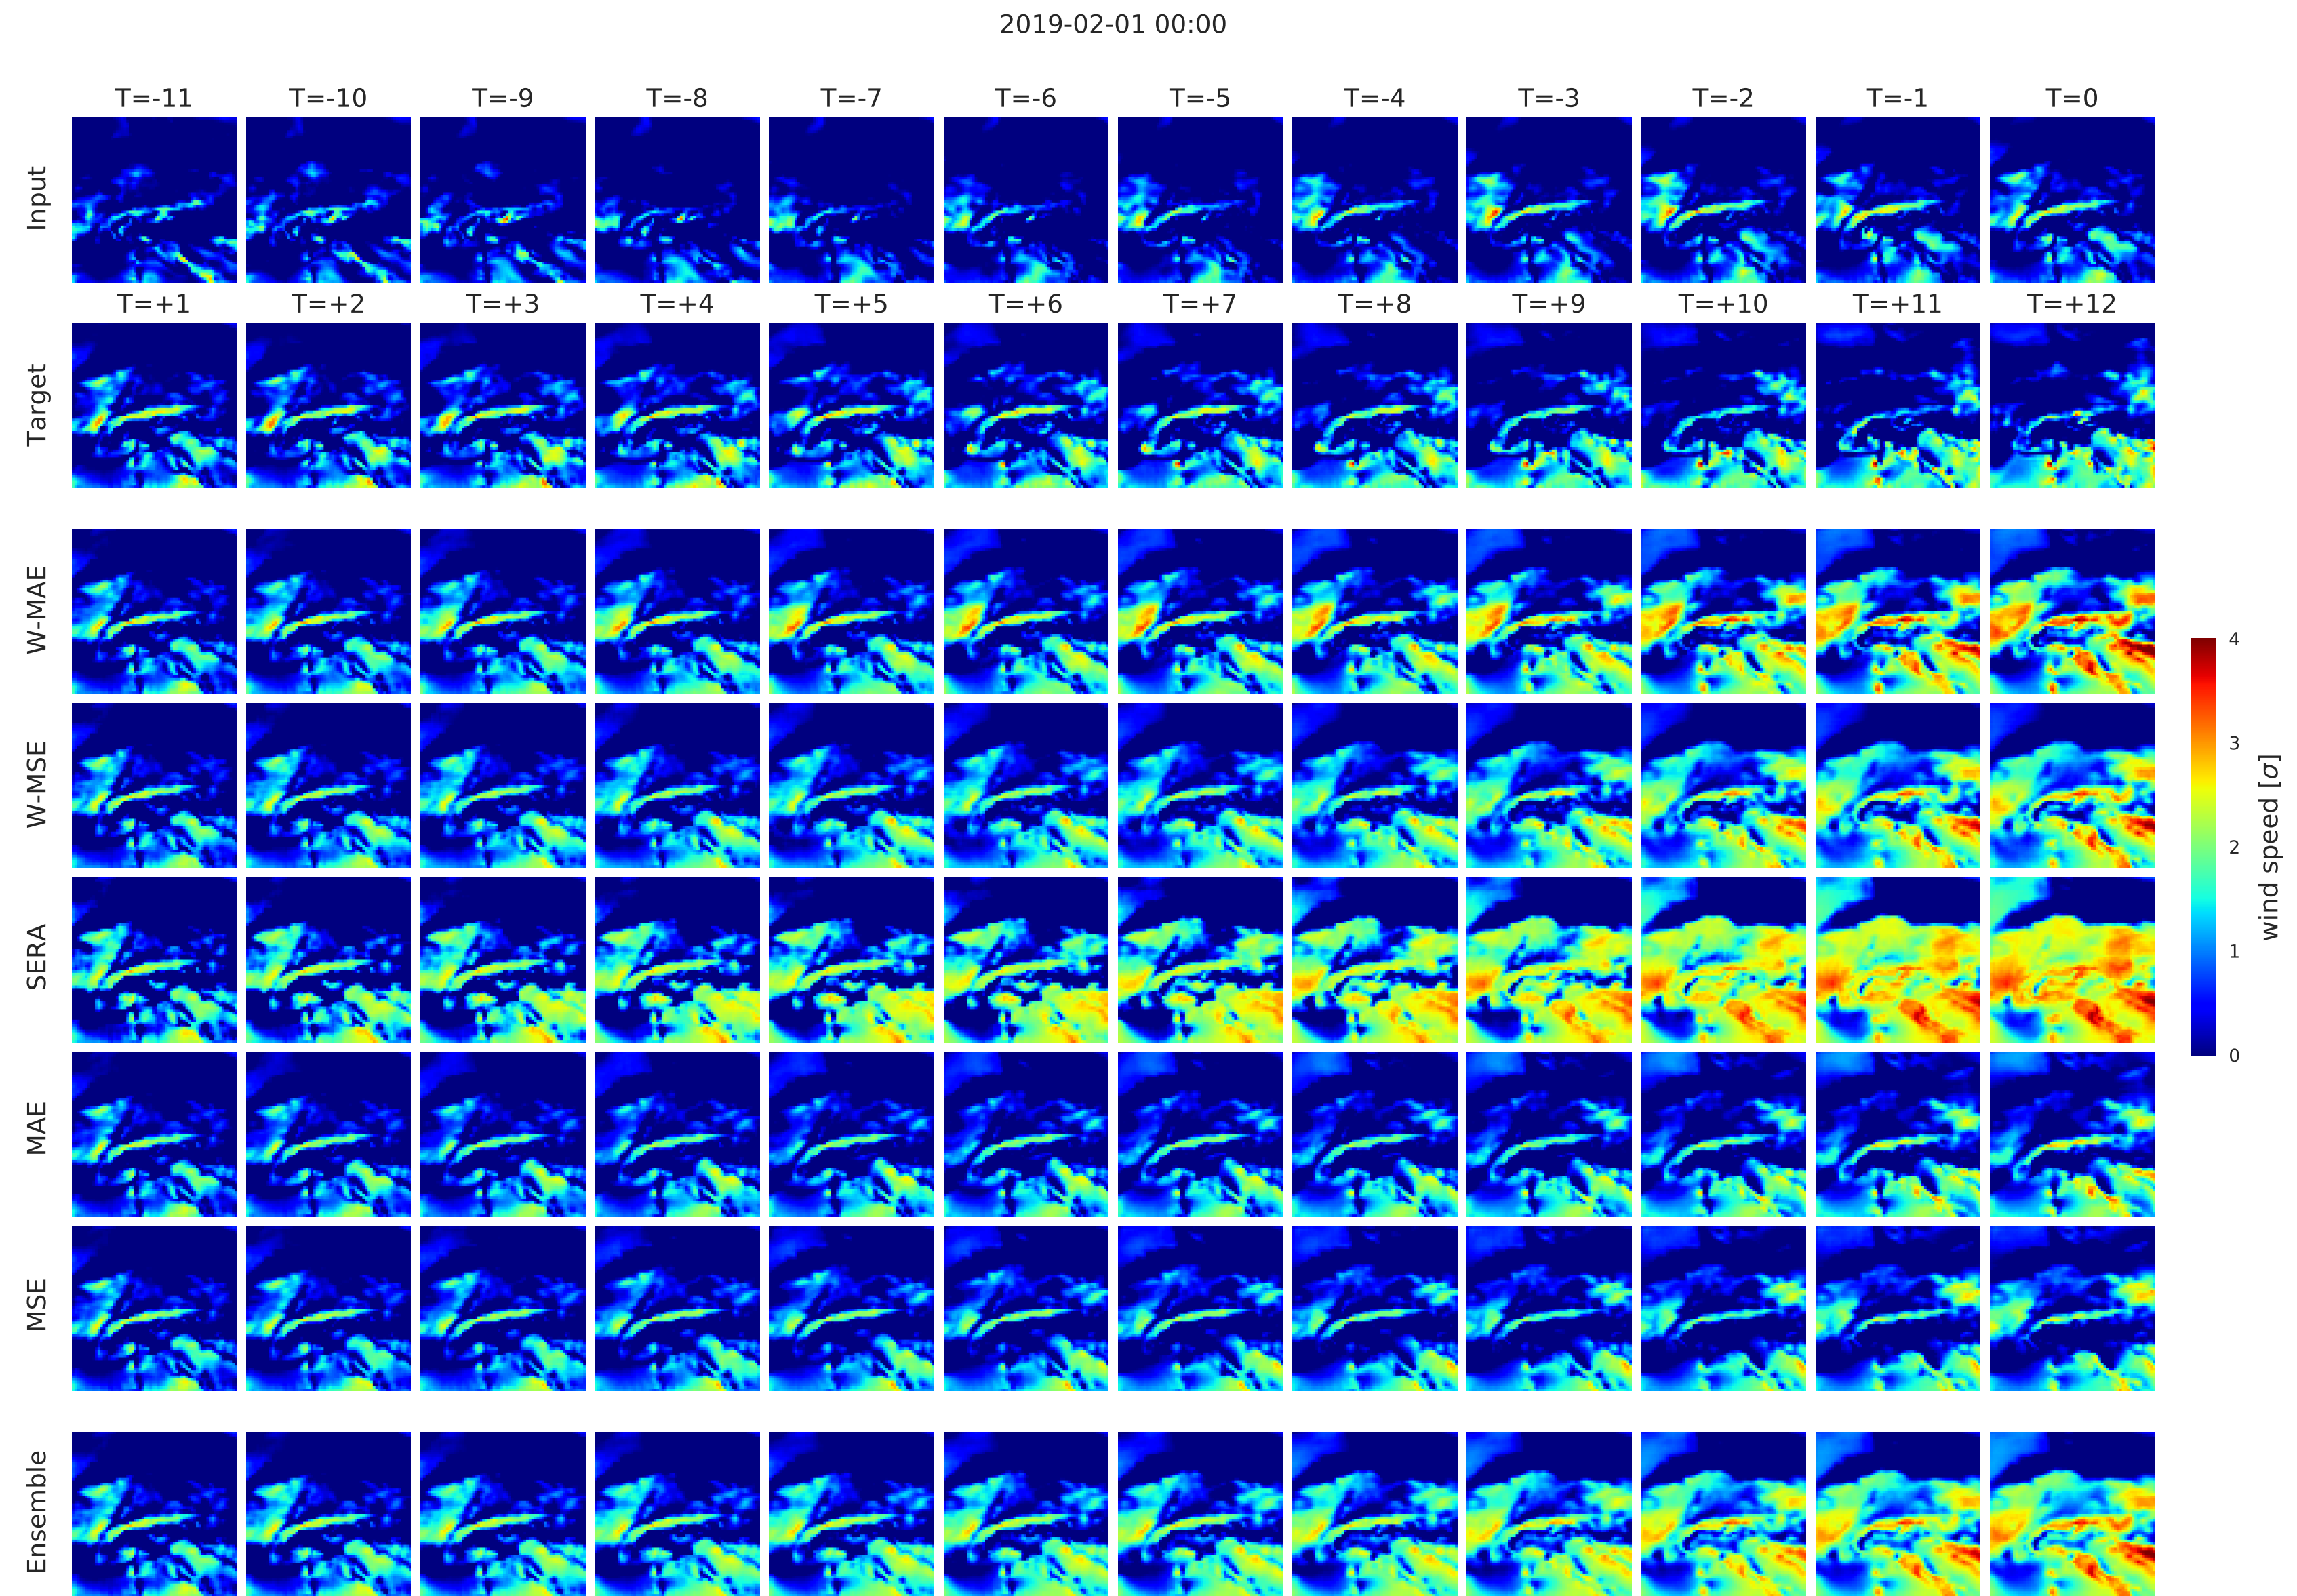 2019-02-01 00:00
T=-11 T=-10 T=-9 T=-8 T=-7 T=-6 T=-5 T=-4 T=-3 T=-2 T=-1 T=0
Input
T=+1 T=+2 T=+3 T=+4 T=+5 T=+6 T=+7 T=+8 T=+9 T=+10 T=+11 T=+12
Target
W-MAE
W-MSE
SERA
MAE
MSE
Ensemble
4
3
2
1
0
wind speed [σ]